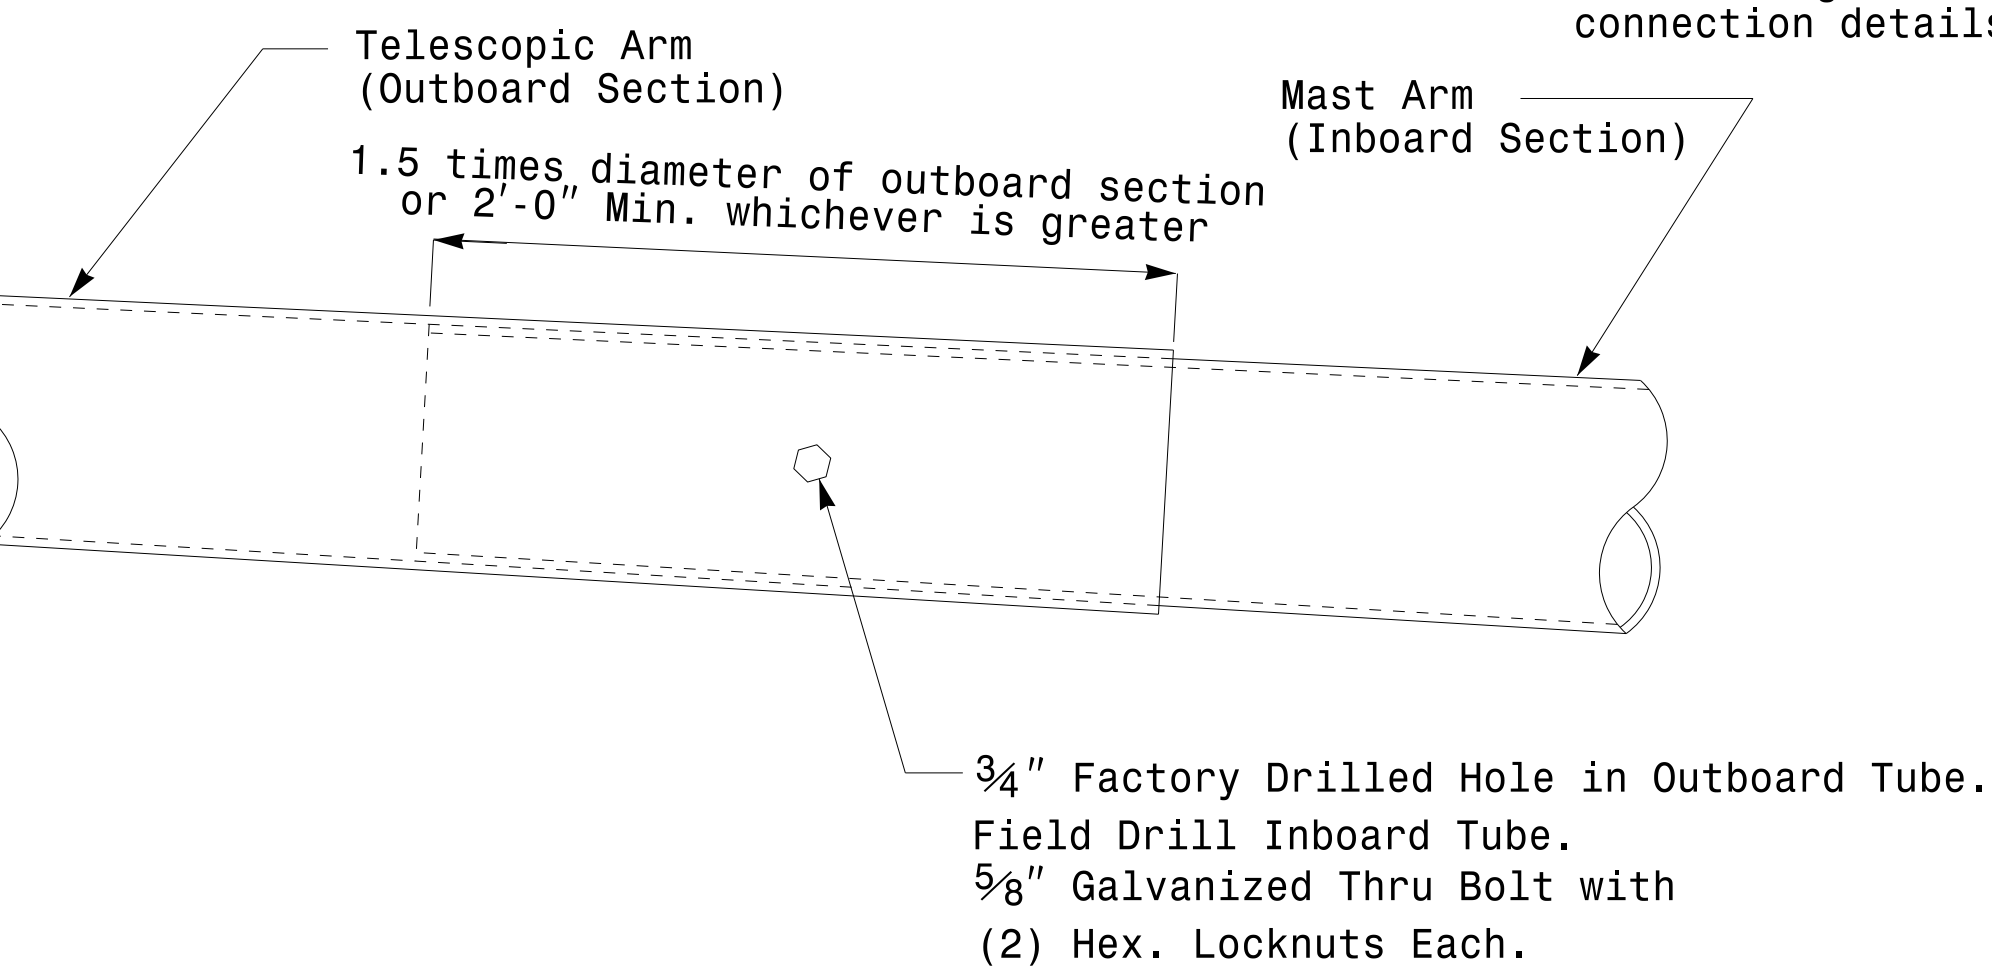 connection details
Telescopic Arm
(Outboard Section)
Mast Arm
(Inboard Section)
1.5 times diameter of outboard section
or 2'-0" Min. whichever is greater
3/4" Factory Drilled Hole in Outboard Tube.
Field Drill Inboard Tube.
5/8" Galvanized Thru Bolt with
(2) Hex. Locknuts Each.